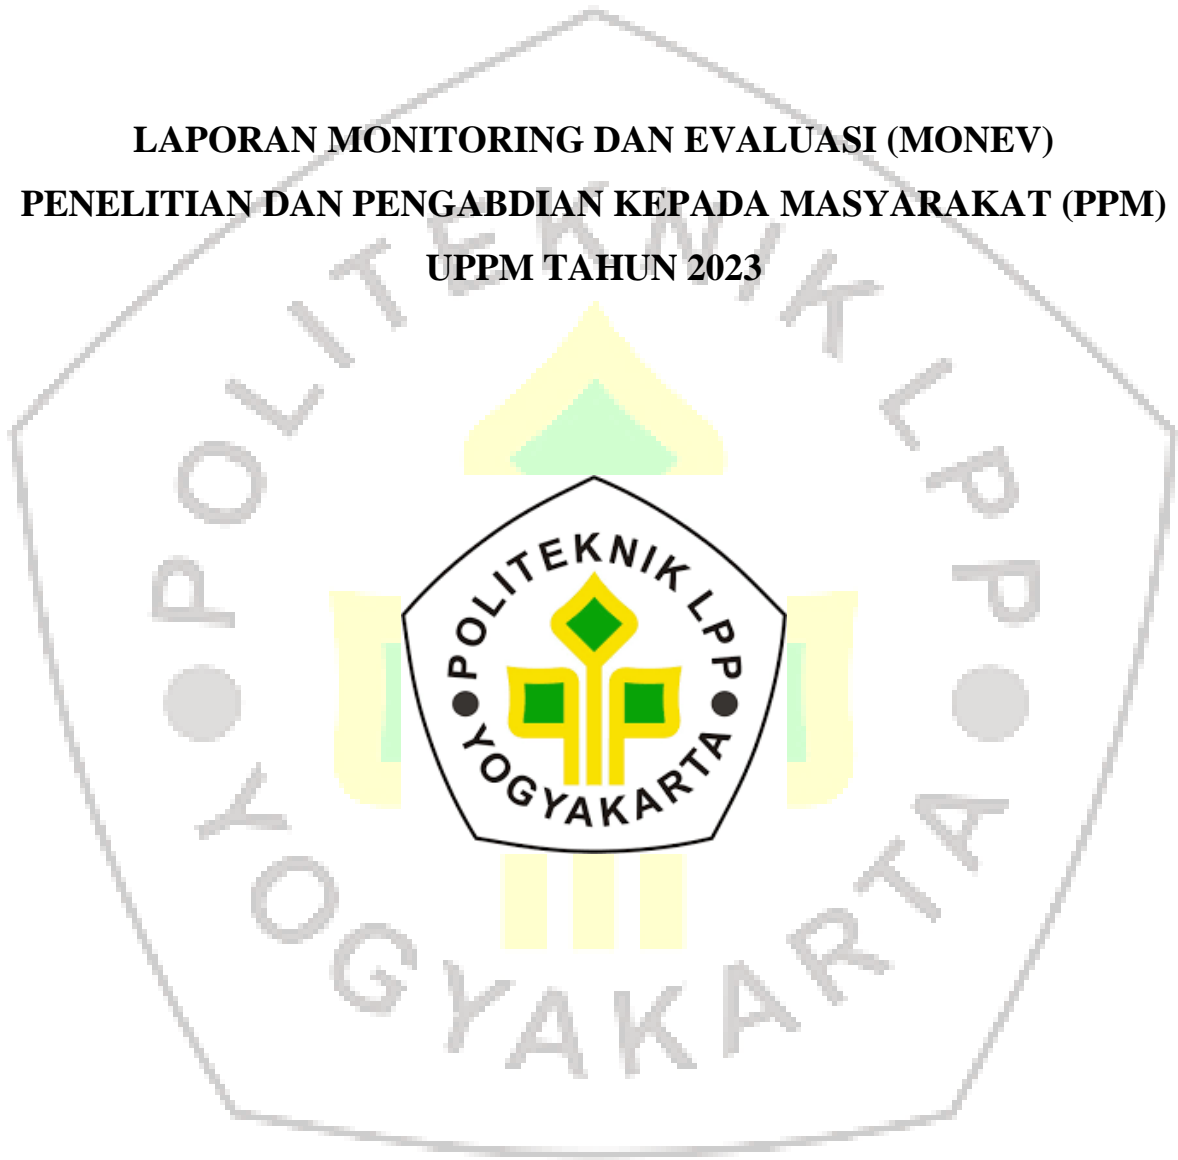 LAPORAN MONITORING DAN EVALUASI (MONEV)
PENELITIAN DAN PENGABDIAN KEPADA MASYARAKAT (PPM)
UPPM TAHUN 2023
POLITEKNIK LPP
YOGYAKARTA
POLITEKNIK LPP
YOGYAKARTA